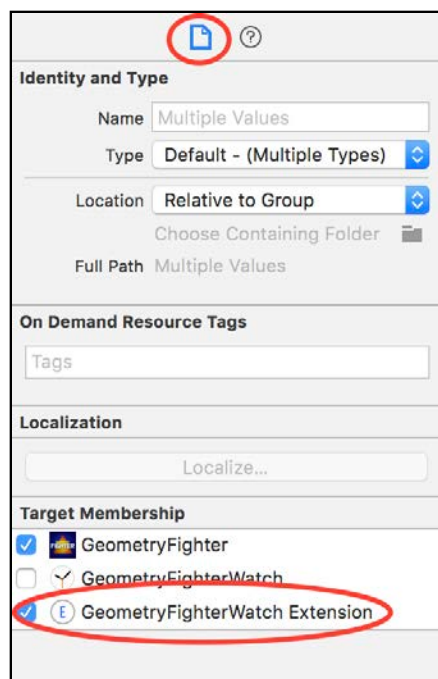 Identity and Type
Name Multiple Values
Type Default - (Multiple Types)
Location Relative to Group
Choose Containing Folder
Full Path Multiple Values
On Demand Resource Tags
Tags
Localization
Localize...
Target Membership
FIGHTER GeometryFighter
GeometryFighterWatch
E GeometryFighterWatch Extension